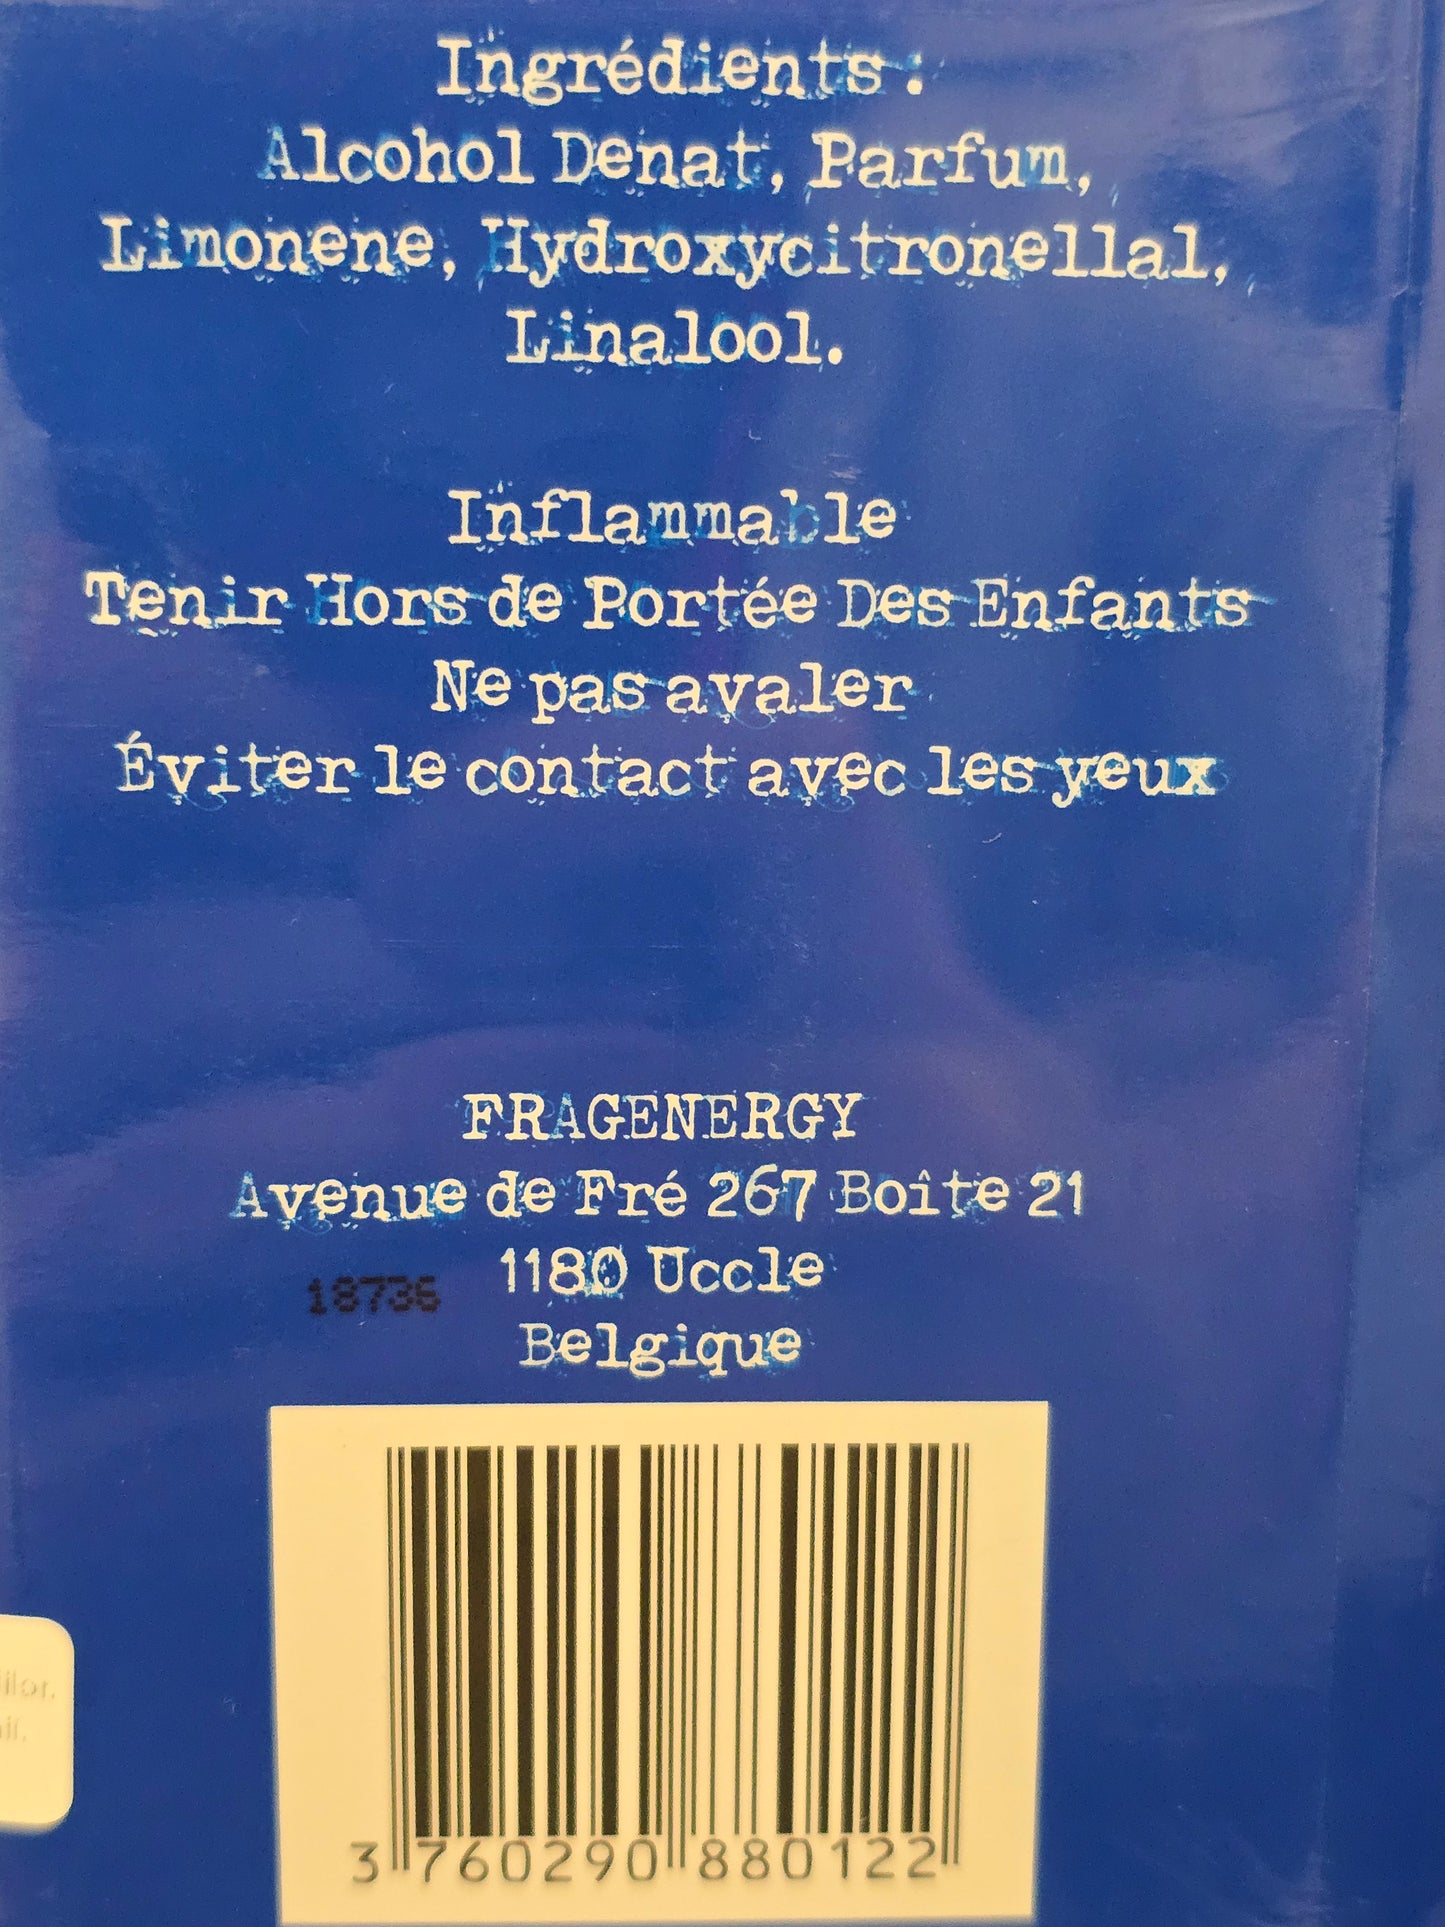 Ingrédients :
Alcohol Denat, Parfum,
Limonene, Hydroxycitronellal,
Linalool.
Inflammable
Tenir Hors de Portée Des Enfants
Ne pas avaler
Éviter le contact avec les yeux
FRAGENERGY
Avenue de Fré 267 Boîte 21
1180 Uccle
18736
Belgique
3 760290 880122